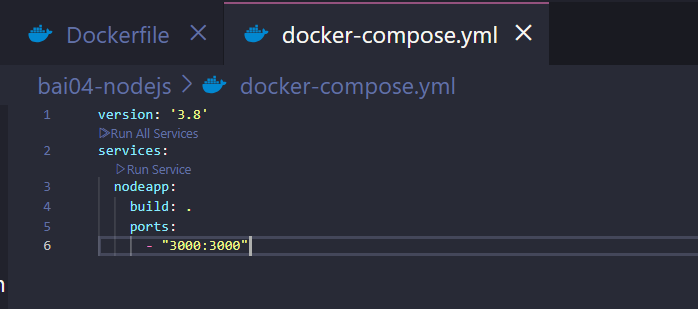 Dockerfile docker-compose.yml
bai04-nodejs > docker-compose.yml
1 version: '3.8'
Run All Services
2 services:
Run Service
3 nodeapp:
4 build: .
5 ports:
6 - "3000:3000"